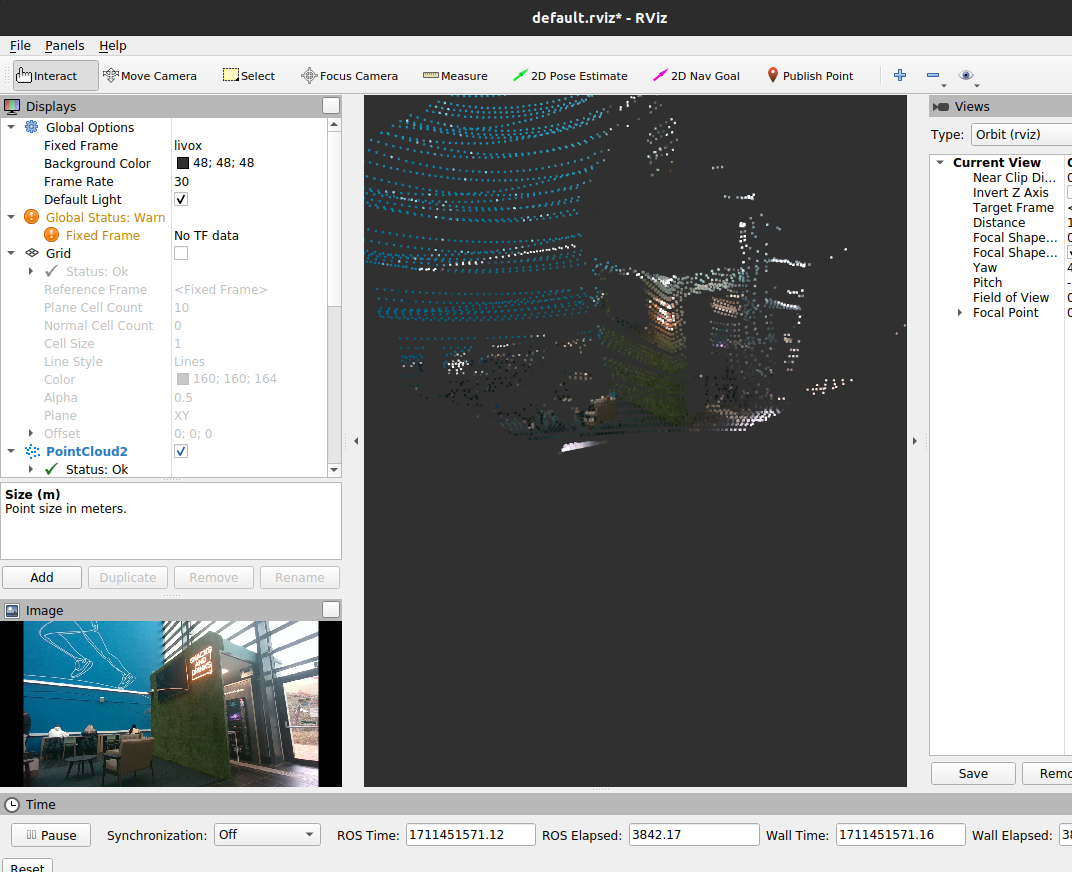 default.rviz* - RViz
File Panels Help
Interact Move Camera Select Focus Camera Measure 2D Pose Estimate 2D Nav Goal Publish Point
Displays
Global Options
Fixed Frame livox
Background Color 48; 48; 48
Frame Rate 30
Default Light
Global Status: Warn
Fixed Frame No TF data
Grid
Status: Ok
Reference Frame <Fixed Frame>
Plane Cell Count 10
Normal Cell Count 0
Cell Size 1
Line Style Lines
Color 160; 160; 164
Alpha 0.5
Plane XY
Offset 0; 0; 0
PointCloud2
Status: Ok
Size (m)
Point size in meters.
Add Duplicate Remove Rename
Image
SNACKS
AND
DRINKS
Views
Type: Orbit (rviz)
Current View
Near Clip Di...
Invert Z Axis
Target Frame <
Distance 1
Focal Shape...
Focal Shape...
Yaw 4
Pitch -
Field of View 0
Focal Point 0
Save Remo
Time
Pause Synchronization: Off ROS Time: 1711451571.12 ROS Elapsed: 3842.17 Wall Time: 1711451571.16 Wall Elapsed: 38
Reset